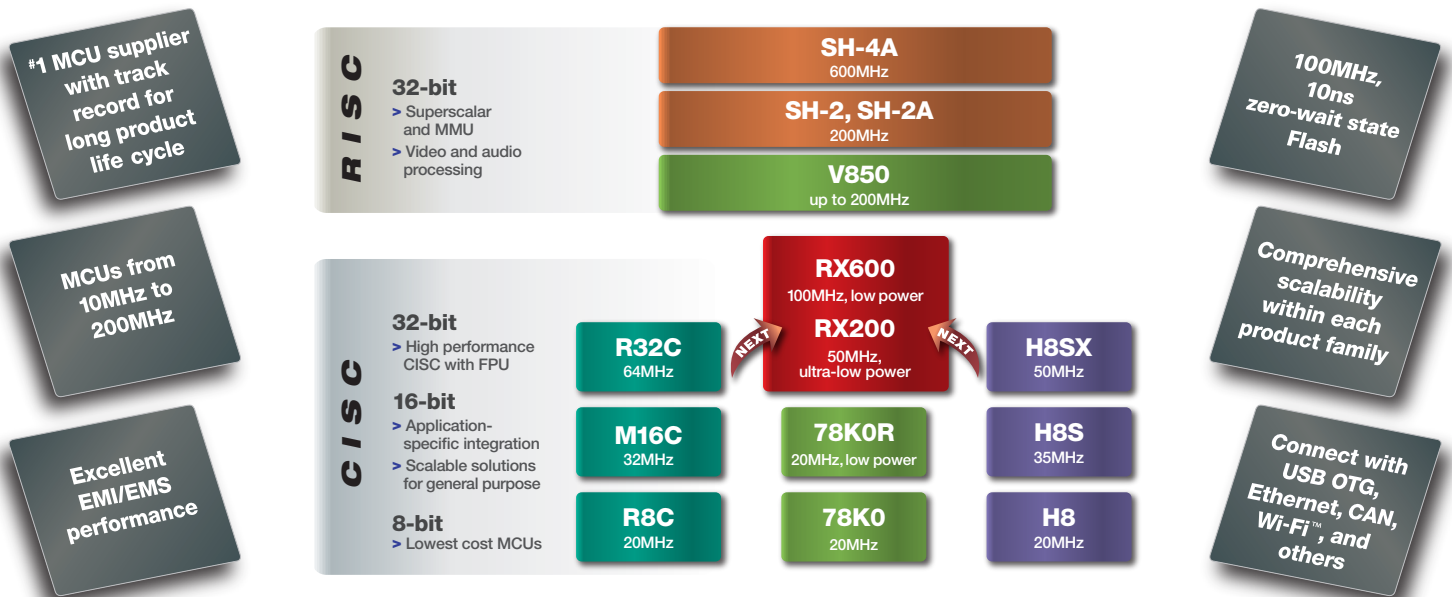 #1 MCU supplier
with track
record for
long product
life cycle
MCUs from
10MHz to
200MHz
Excellent
EMI/EMS
performance
RISC
32-bit
> Superscalar
and MMU
> Video and audio
processing
SH-4A
600MHz
SH-2, SH-2A
200MHz
V850
up to 200MHz
CISC
32-bit
> High performance
CISC with FPU
16-bit
> Application-
specific integration
> Scalable solutions
for general purpose
8-bit
> Lowest cost MCUs
R32C
64MHz
M16C
32MHz
R8C
20MHz
NEXT
RX600
100MHz, low power
RX200
50MHz,
ultra-low power
NEXT
78K0R
20MHz, low power
78K0
20MHz
H8SX
50MHz
H8S
35MHz
H8
20MHz
100MHz,
10ns
zero-wait state
Flash
Comprehensive
scalability
within each
product family
Connect with
USB OTG,
Ethernet, CAN,
Wi-Fi™, and
others